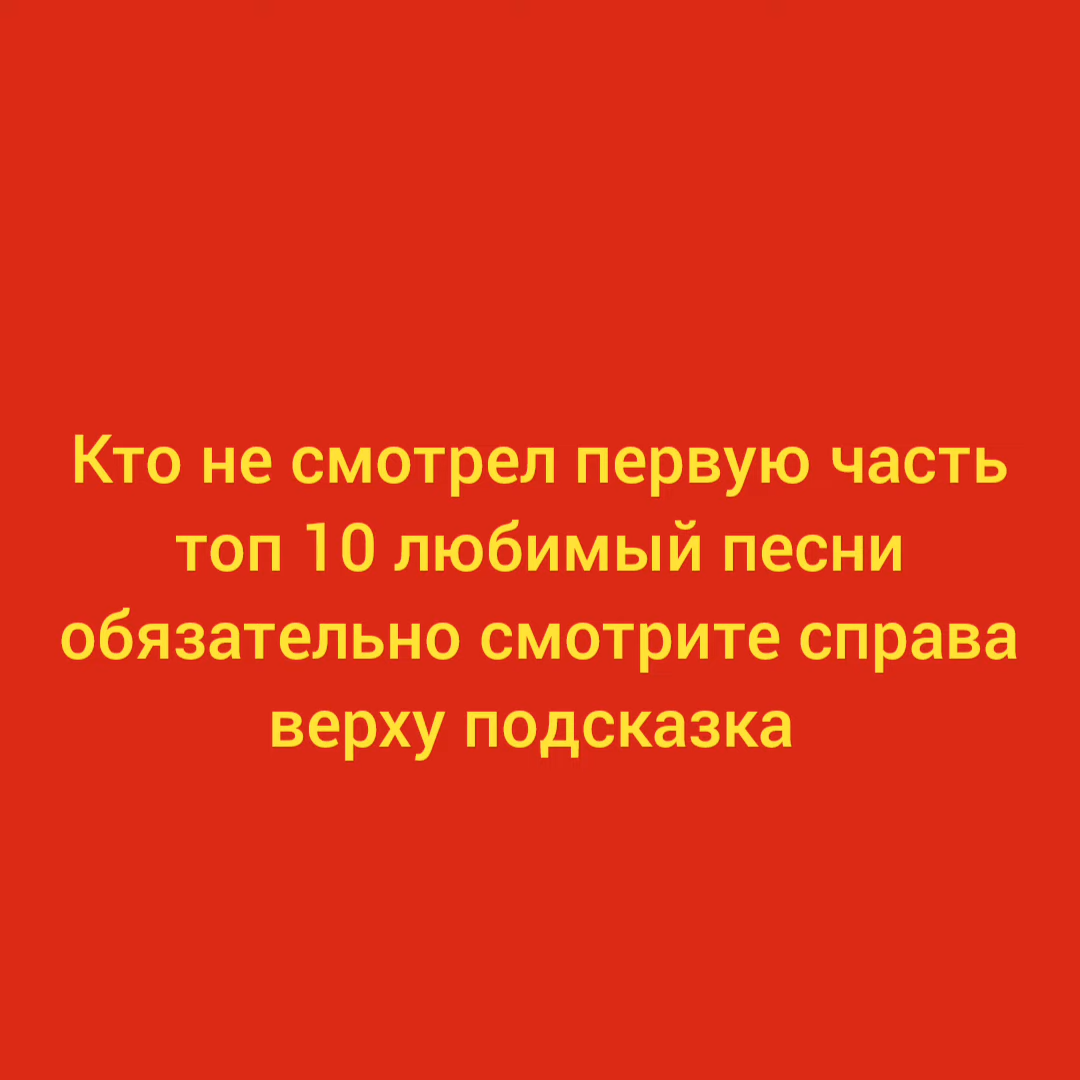 Кто не смотрел первую часть
топ 10 любимый песни
обязательно смотрите справа
верху подсказка